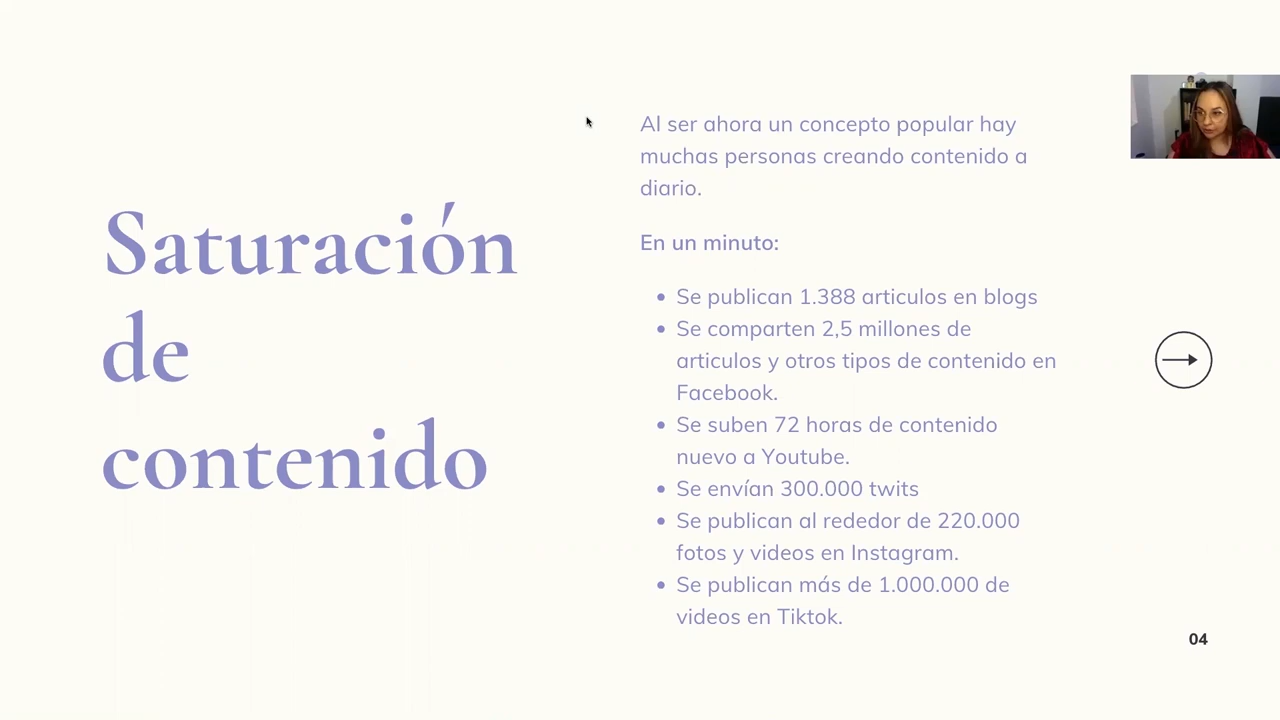 Saturación
de
contenido
Al ser ahora un concepto popular hay
muchas personas creando contenido a
diario.
En un minuto:
• Se publican 1.388 articulos en blogs
• Se comparten 2,5 millones de
articulos y otros tipos de contenido en
Facebook.
• Se suben 72 horas de contenido
nuevo a Youtube.
• Se envían 300.000 twits
• Se publican al rededor de 220.000
fotos y videos en Instagram.
• Se publican más de 1.000.000 de
videos en Tiktok.
04